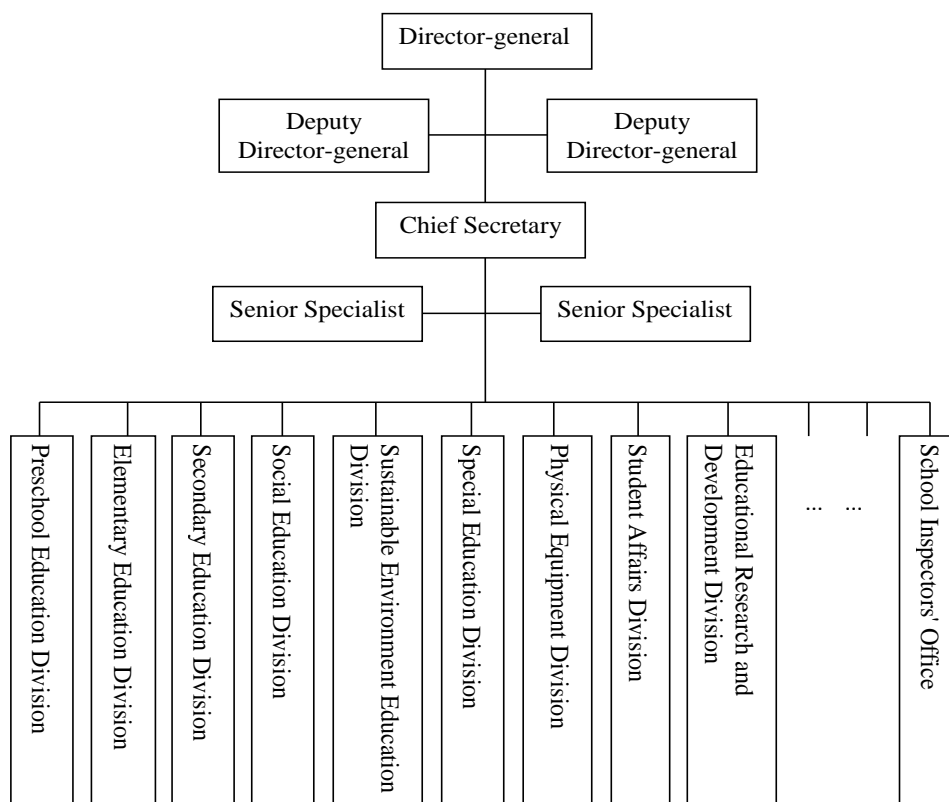 Director-general
Deputy
Director-general
Deputy
Director-general
Chief Secretary
Senior Specialist
Senior Specialist
Preschool Education Division
Elementary Education Division
Secondary Education Division
Social Education Division
Sustainable Environment Education
Division
Special Education Division
Physical Equipment Division
Student Affairs Division
Educational Research and
Development Division
...
...
School Inspectors' Office